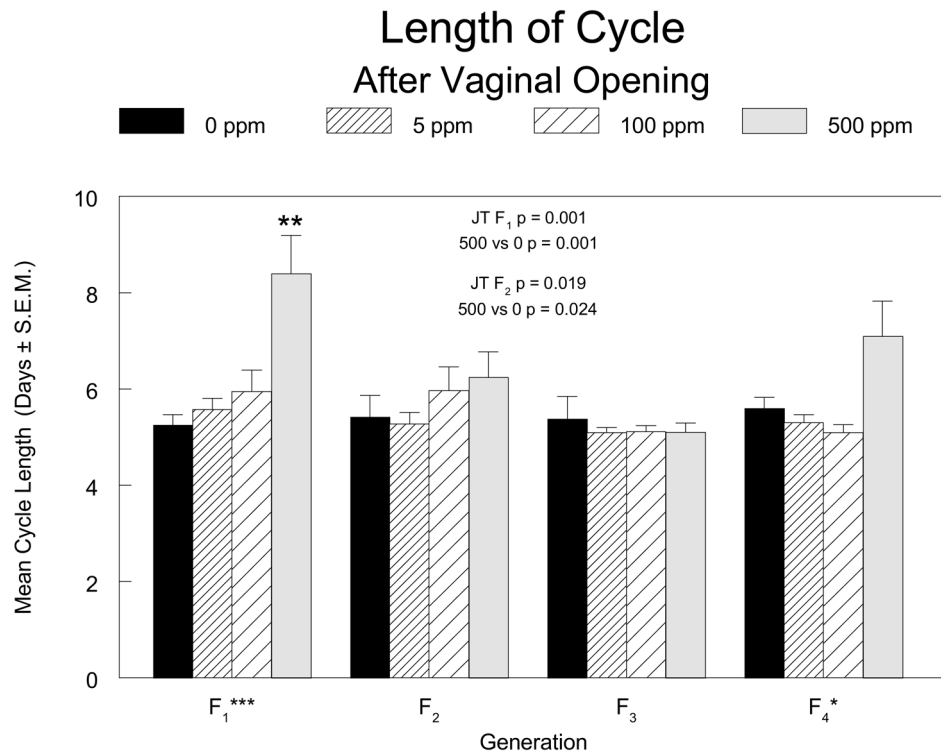 Length of Cycle
After Vaginal Opening
0 ppm 5 ppm 100 ppm 500 ppm
10
8
6
4
2
0
Mean Cycle Length (Days ± S.E.M.)
**
JT F₁ p = 0.001
500 vs 0 p = 0.001
JT F₂ p = 0.019
500 vs 0 p = 0.024
F₁*** F₂ F₃ F₄*
Generation